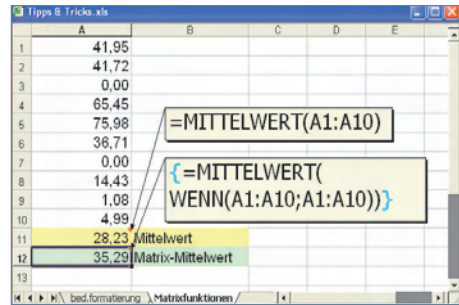 Tipps & Tricks.xls
A B C D E
1 41,95
2 41,72
3 0,00
4 65,45
5 75,98
6 36,71
7 0,00
8 14,43
9 1,08
10 4,99
11 28,23 Mittelwert
12 35,29 Matrix-Mittelwert
13
=MITTELWERT(A1:A10)
{=MITTELWERT(
WENN(A1:A10;A1:A10))}
bed.formatierung Matrixfunktionen